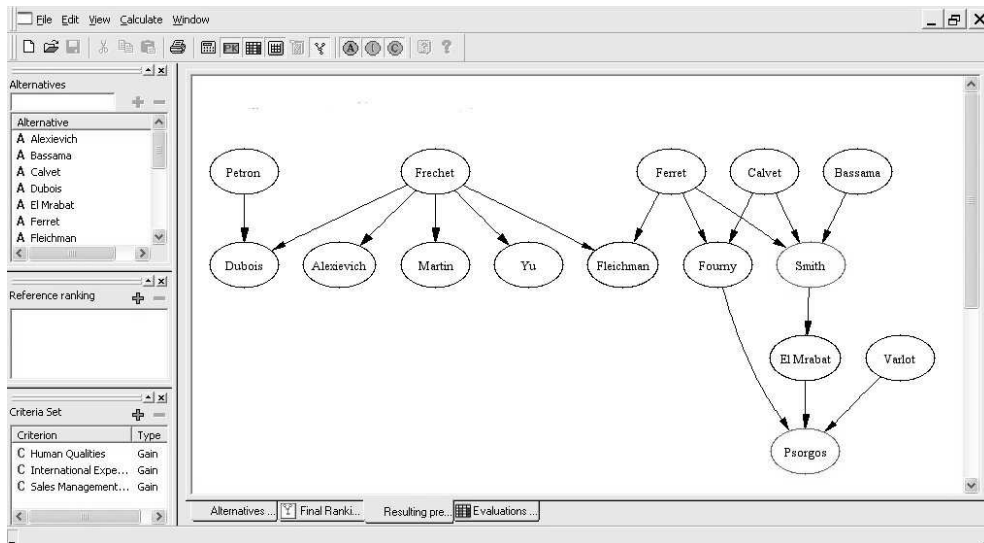 File Edit View Calculate Window
Alternatives
Alternative
A Alexievich
A Bassama
A Calvet
A Dubois
A El Mrabat
A Ferret
A Fleichman
Reference ranking
Criteria Set
Criterion Type
C Human Qualities Gain
C International Expe... Gain
C Sales Management... Gain
Petron Frechet Ferret Calvet Bassama
Dubois Alexievich Martin Yu Fleichman Fourny Smith
El Mrabat Varlot
Psorgos
Alternatives ... Final Ranki... Resulting pre... Evaluations ...